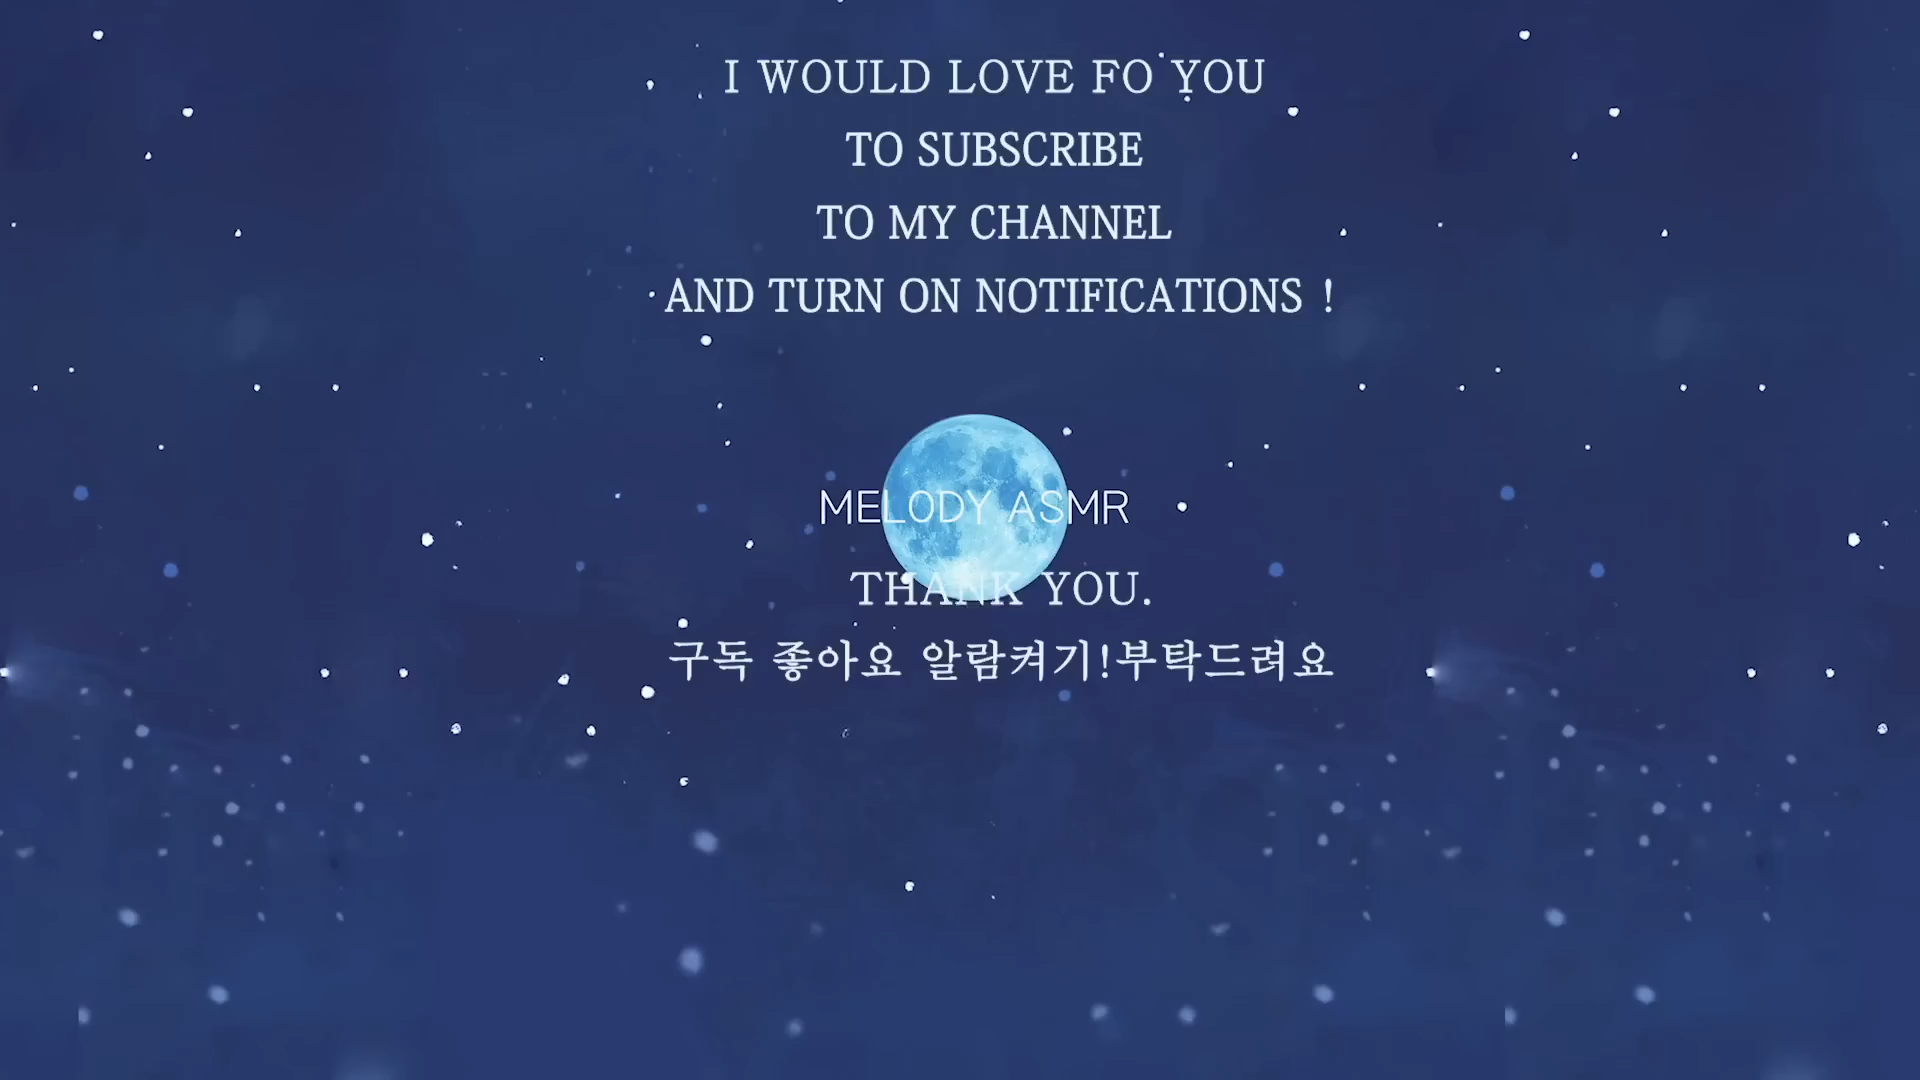 I WOULD LOVE FO YOU
TO SUBSCRIBE
TO MY CHANNEL
AND TURN ON NOTIFICATIONS !
MELODY ASMR
THANK YOU.
구독 좋아요 알람켜기!부탁드려요